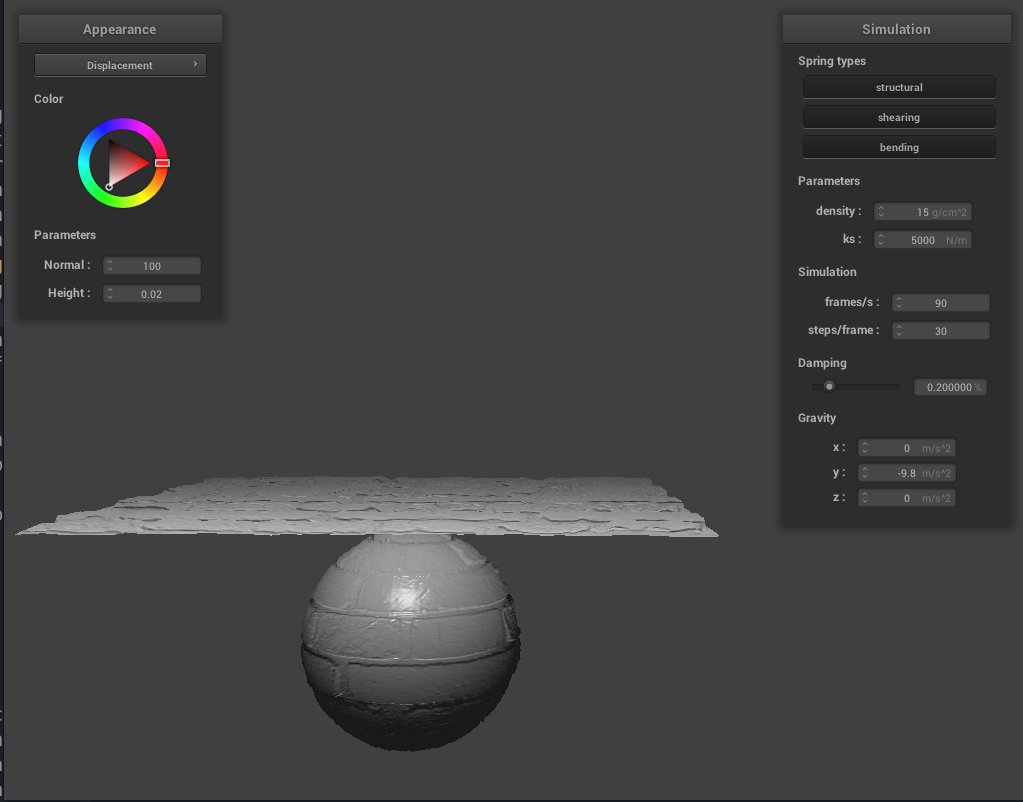 Appearance
Displacement
Color
Parameters
Normal : 100
Height : 0.02
Simulation
Spring types
structural
shearing
bending
Parameters
density : 15 g/cm^2
ks : 5000 N/m
Simulation
frames/s : 90
steps/frame : 30
Damping
0.200000 %
Gravity
x : 0 m/s^2
y : -9.8 m/s^2
z : 0 m/s^2